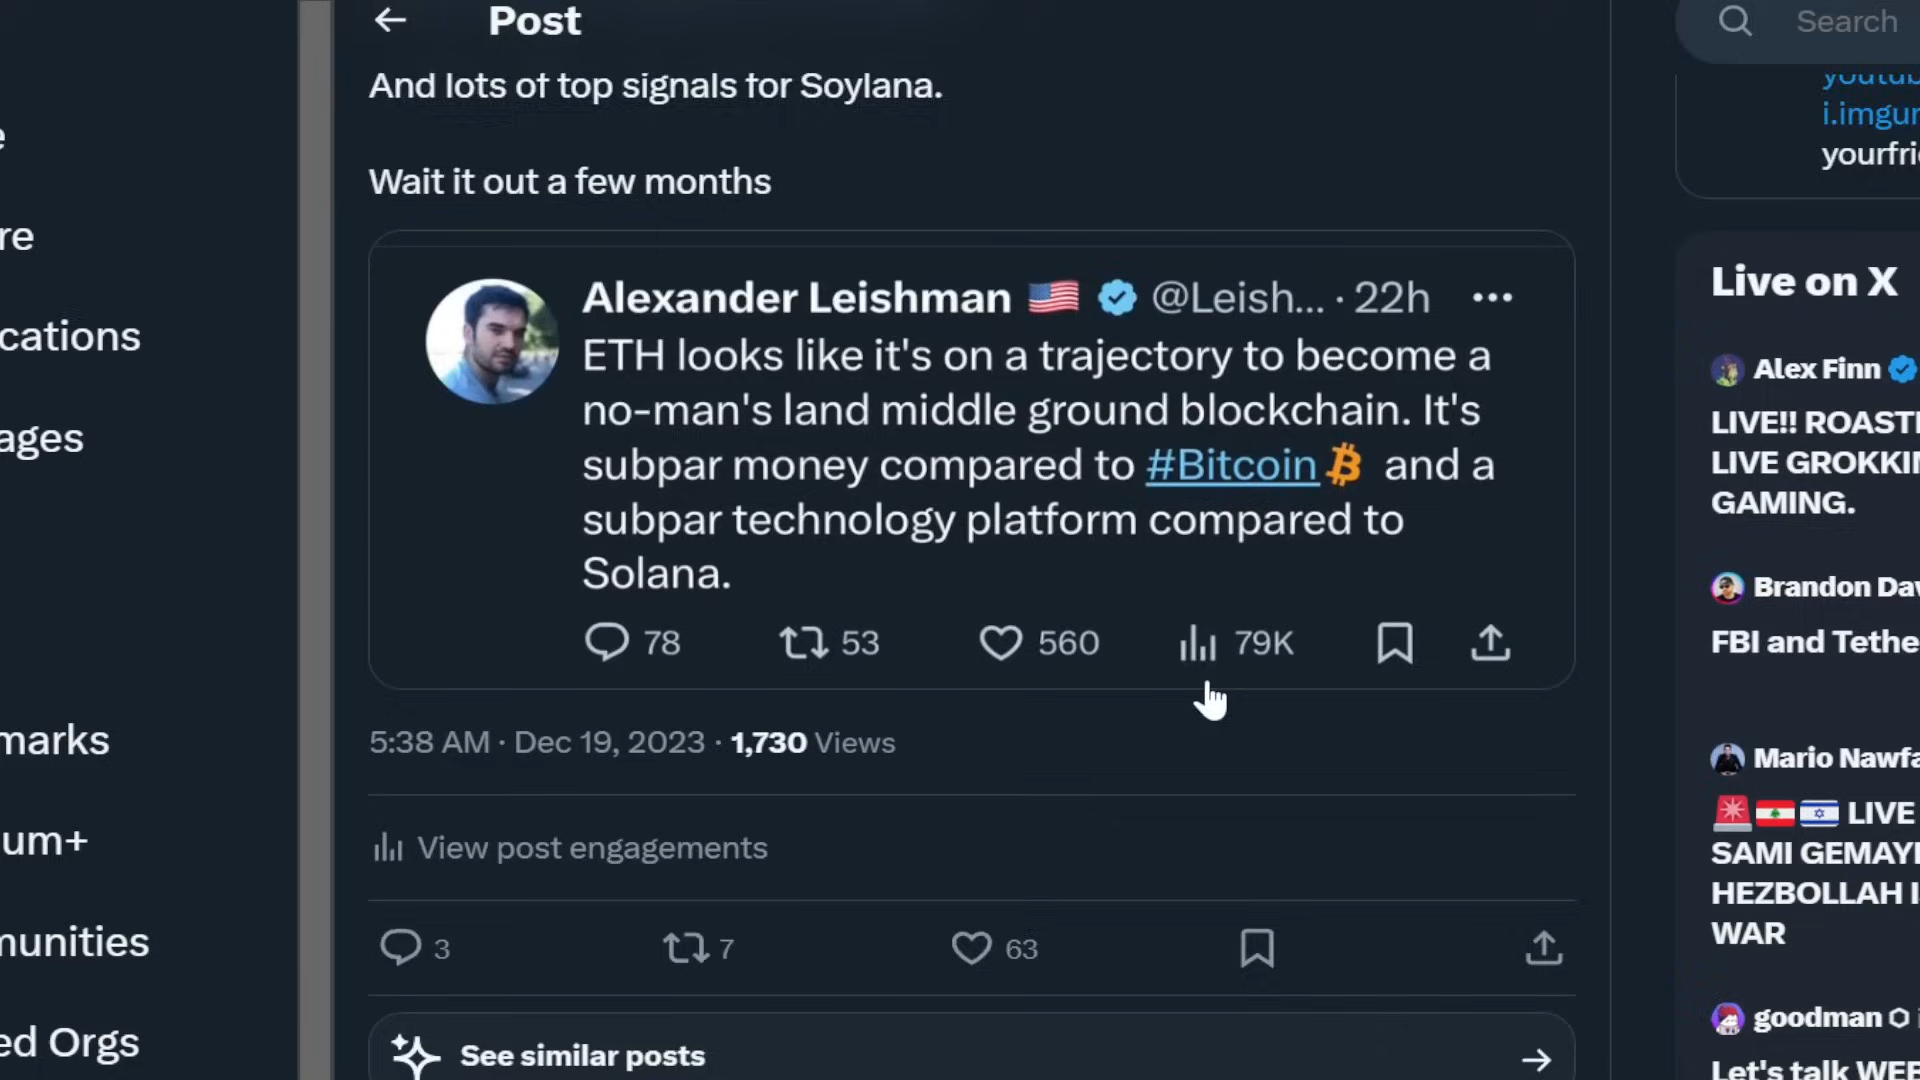 Post
Search
And lots of top signals for Soylana.
Wait it out a few months
Alexander Leishman @Leish... · 22h
ETH looks like it's on a trajectory to become a
no-man's land middle ground blockchain. It's
subpar money compared to #Bitcoin and a
subpar technology platform compared to
Solana.
78 53 560 79K
5:38 AM · Dec 19, 2023 · 1,730 Views
View post engagements
3 7 63
See similar posts
e
re
cations
ages
marks
um+
munities
ed Orgs
youtub
i.imgur
yourfri
Live on X
Alex Finn
LIVE!! ROAST
LIVE GROKKIN
GAMING.
Brandon Dav
FBI and Tethe
Mario Nawfa
LIVE
SAMI GEMAY
HEZBOLLAH I
WAR
goodman
Let's talk WEE